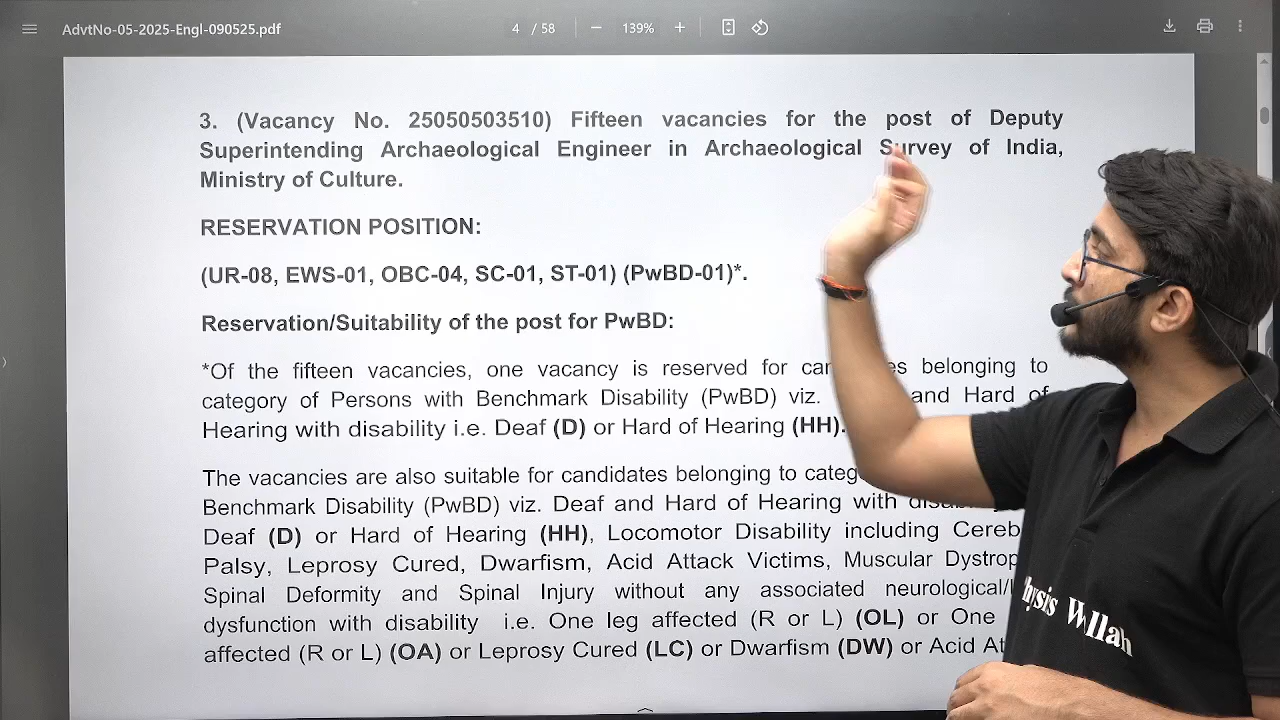 AdvtNo-05-2025-Engl-090525.pdf
4 / 58
139%
3. (Vacancy No. 25050503510) Fifteen vacancies for the post of Deputy
Superintending Archaeological Engineer in Archaeological Survey of India,
Ministry of Culture.
RESERVATION POSITION:
(UR-08, EWS-01, OBC-04, SC-01, ST-01) (PwBD-01)*.
Reservation/Suitability of the post for PwBD:
*Of the fifteen vacancies, one vacancy is reserved for belonging to
category of Persons with Benchmark Disability (PwBD) viz. and Hard of
Hearing with disability i.e. Deaf (D) or Hard of Hearing (HH).
The vacancies are also suitable for candidates belonging to
Benchmark Disability (PwBD) viz. Deaf and Hard of Hearing with
Deaf (D) or Hard of Hearing (HH), Locomotor Disability including
Palsy, Leprosy Cured, Dwarfism, Acid Attack Victims, Muscular
Spinal Deformity and Spinal Injury without any associated
dysfunction with disability i.e. One leg affected (R or L) (OL) or One
affected (R or L) (OA) or Leprosy Cured (LC) or Dwarfism (DW) or Acid